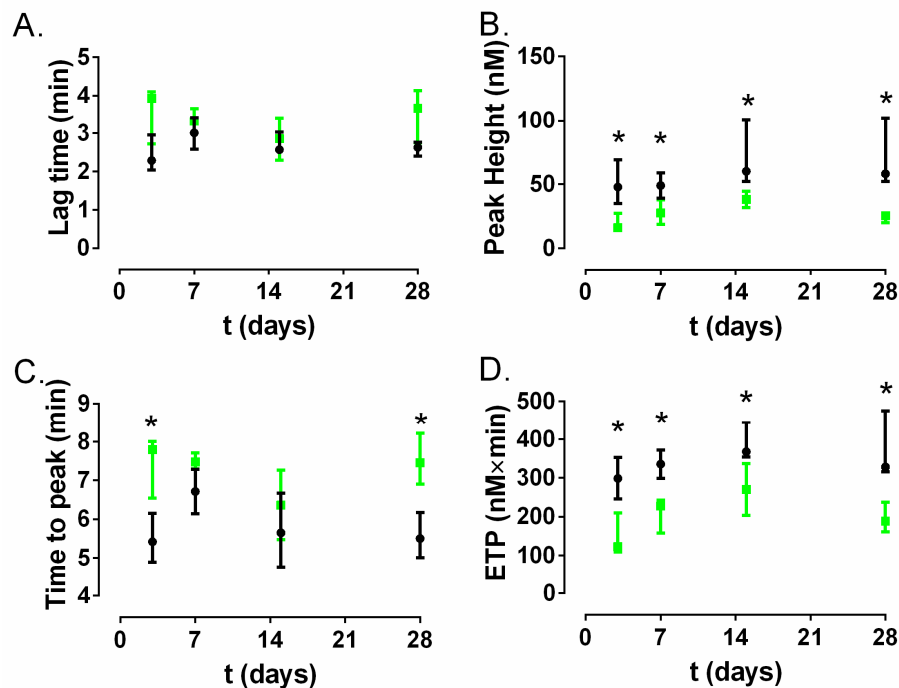 A.
Lag time (min)
5
4
3
2
1
0
0 7 14 21 28
t (days)
B.
Peak Height (nM)
150
100
50
0
* * * *
0 7 14 21 28
t (days)
C.
Time to peak (min)
9
8
7
6
5
4
* *
0 7 14 21 28
t (days)
D.
ETP (nM×min)
500
400
300
200
100
0
* * * *
0 7 14 21 28
t (days)